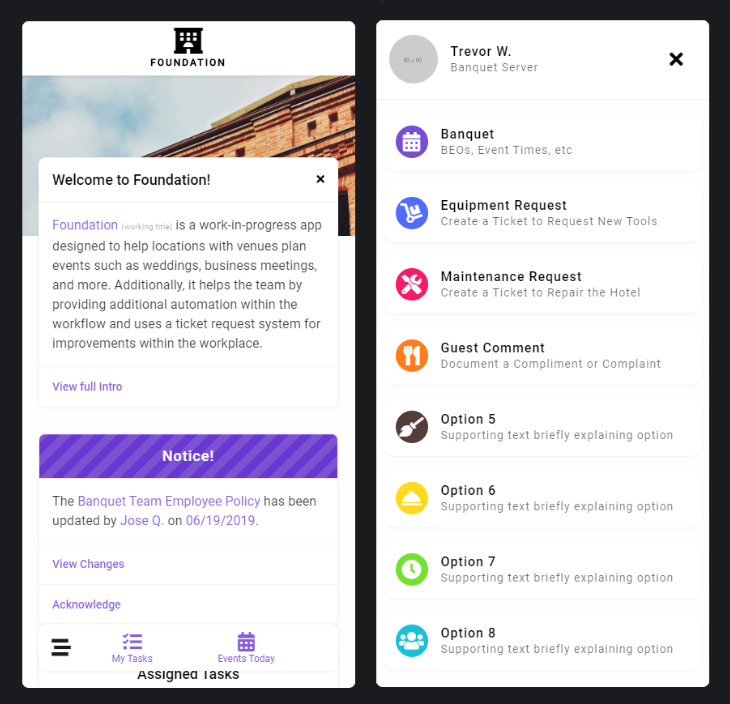 FOUNDATION
Welcome to Foundation!
Foundation (working title) is a work-in-progress app
designed to help locations with venues plan
events such as weddings, business meetings,
and more. Additionally, it helps the team by
providing additional automation within the
workflow and uses a ticket request system for
improvements within the workplace.
View full Intro
Notice!
The Banquet Team Employee Policy has been
updated by Jose Q. on 06/19/2019.
View Changes
Acknowledge
My Tasks
Events Today
Assigned Tasks
Trevor W.
Banquet Server
Banquet
BEOs, Event Times, etc
Equipment Request
Create a Ticket to Request New Tools
Maintenance Request
Create a Ticket to Repair the Hotel
Guest Comment
Document a Compliment or Complaint
Option 5
Supporting text briefly explaining option
Option 6
Supporting text briefly explaining option
Option 7
Supporting text briefly explaining option
Option 8
Supporting text briefly explaining option